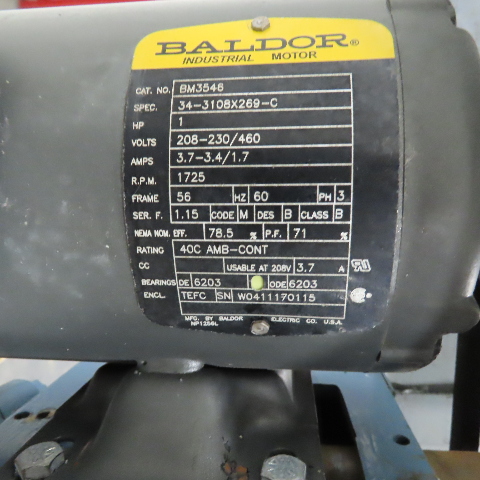 BALDOR®
INDUSTRIAL MOTOR
CAT. NO. BM3546
SPEC. 34-3108X269-C
HP 1
VOLTS 208-230/460
AMPS 3.7-3.4/1.7
R.P.M. 1725
FRAME 56 HZ 60 PH 3
SER. F. 1.15 CODE M DES B CLASS B
NEMA NOM. EFF. 78.5 % P.F. 71 %
RATING 40C AMB-CONT
CC USABLE AT 208V 3.7 A
BEARINGS DE 6203 ODE 6203
ENCL. TEFC SN W0411170115
MFG. BY BALDOR ELECTRIC CO. U.S.A.
NP1256L